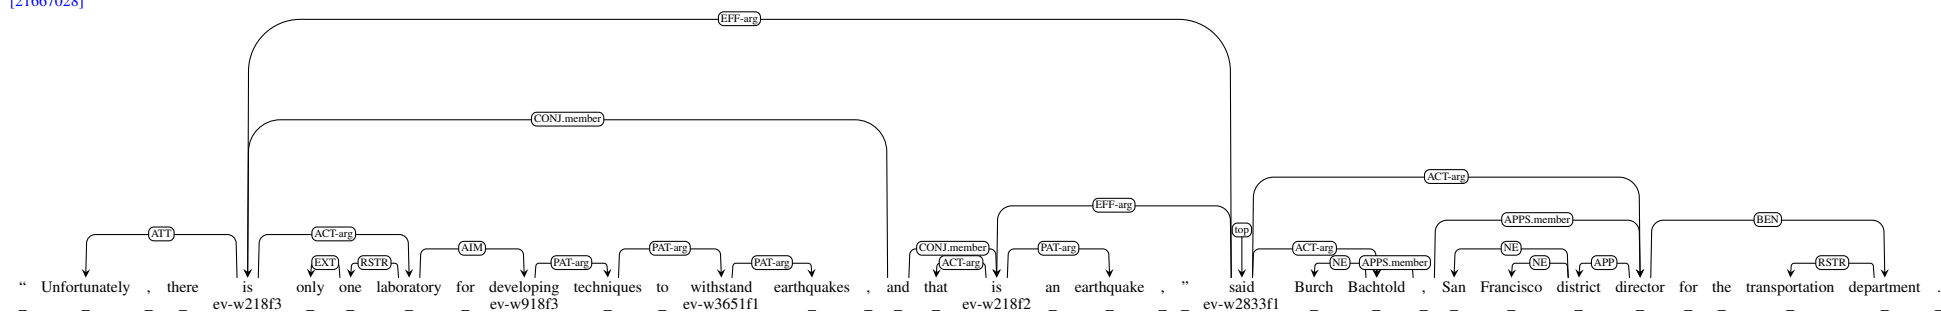 [21667028]
EFF-arg
CONJ.member
ACT-arg
EFF-arg
APPS.member BEN
top
ATT ACT-arg AIM PAT-arg CONJ.member PAT-arg ACT-arg NE
EXT RSTR PAT-arg PAT-arg ACT-arg NE APPS.member NE APP RSTR
“ Unfortunately , there is only one laboratory for developing techniques to withstand earthquakes , and that is an earthquake , ” said Burch Bachtold , San Francisco district director for the transportation department .
ev-w218f3 ev-w918f3 ev-w3651f1 ev-w218f2 ev-w2833f1